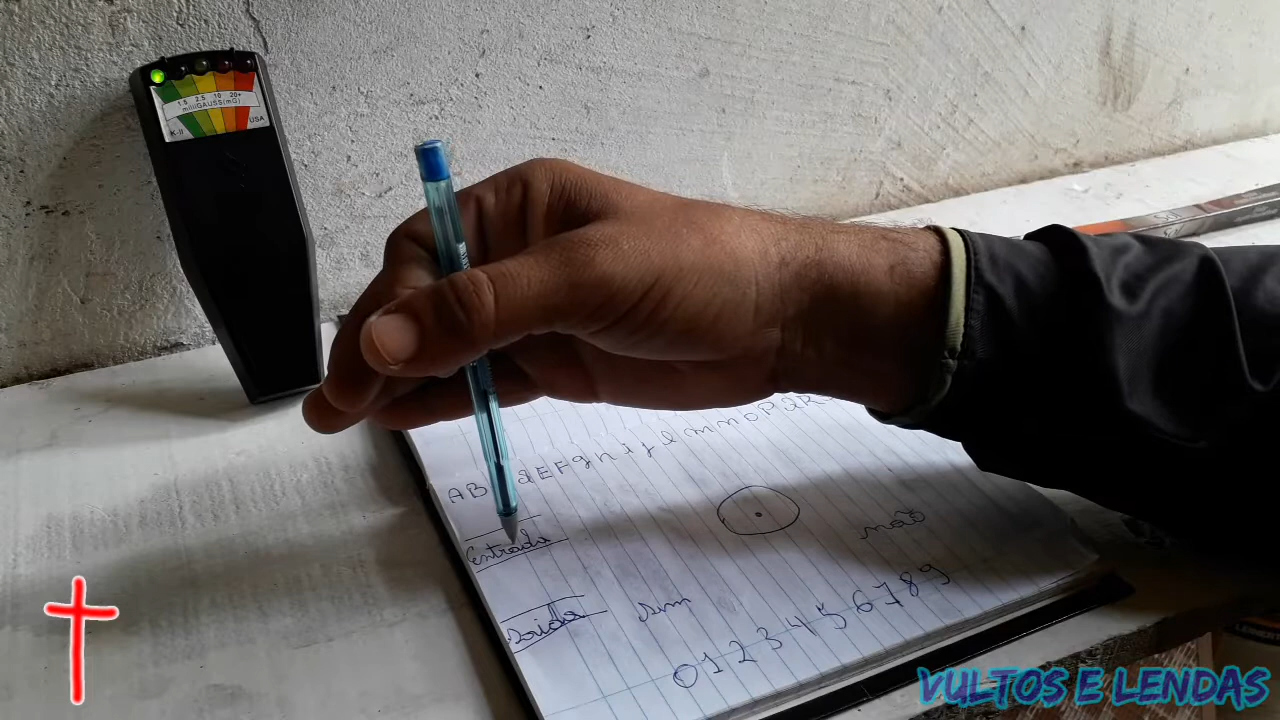 1.5 2.5 10 20+
milliGAUSS(mG)
K-II USA
A B D E F g h i j l m n o P Q R
Entrada
não
Saída
sim
0 1 2 3 4 5 6 7 8 9
VULTOS E LENDAS